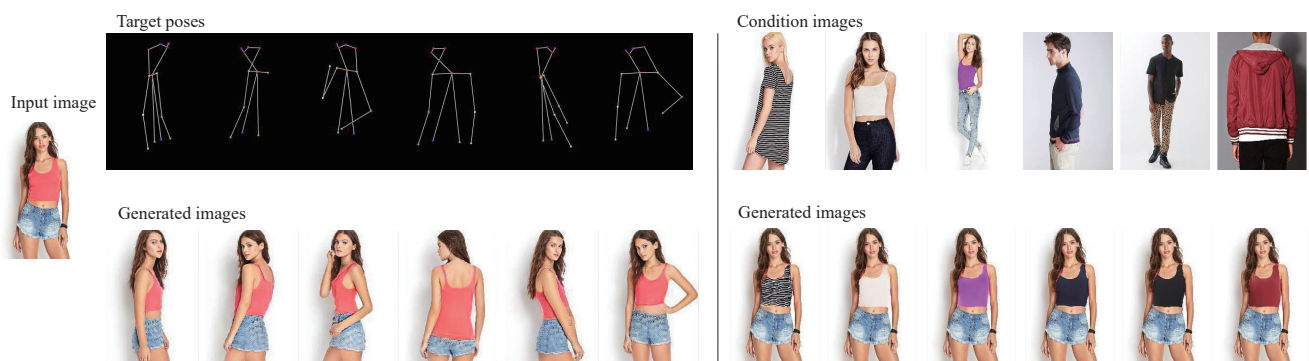 Target poses
Condition images
Input image
Generated images
Generated images